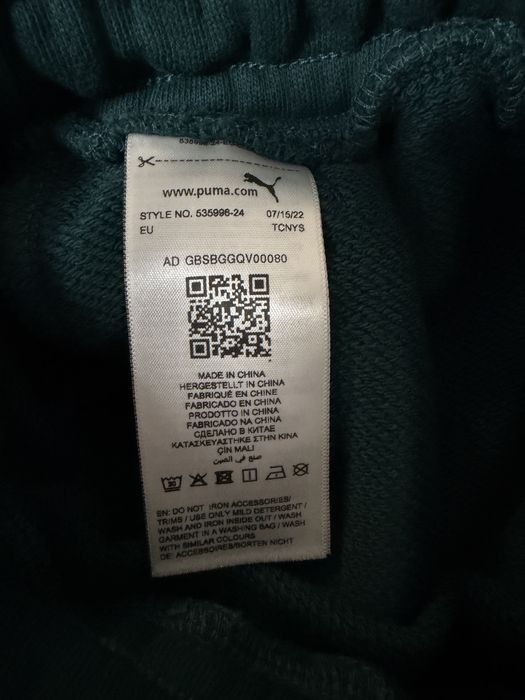 www.puma.com
STYLE NO. 535996-24 07/15/22
EU TCNYS
AD GBSBGGQV00080
MADE IN CHINA
HERGESTELLT IN CHINA
FABRIQUÉ EN CHINE
FABRICADO EN CHINA
PRODOTTO IN CHINA
FABRICADO NA CHINA
СДЕЛАНО В КИТАЕ
ΚΑΤΑΣΚΕΥΑΣΤΗΚΕ ΣΤΗΝ ΚΙΝΑ
ÇİN MALI
صنع في الصين
30
EN: DO NOT IRON ACCESSORIES/
TRIMS / USE ONLY MILD DETERGENT /
WASH AND IRON INSIDE OUT / WASH
GARMENT IN A WASHING BAG / WASH
WITH SIMILAR COLOURS
DE: ACCESSOIRES/BORTEN NICHT